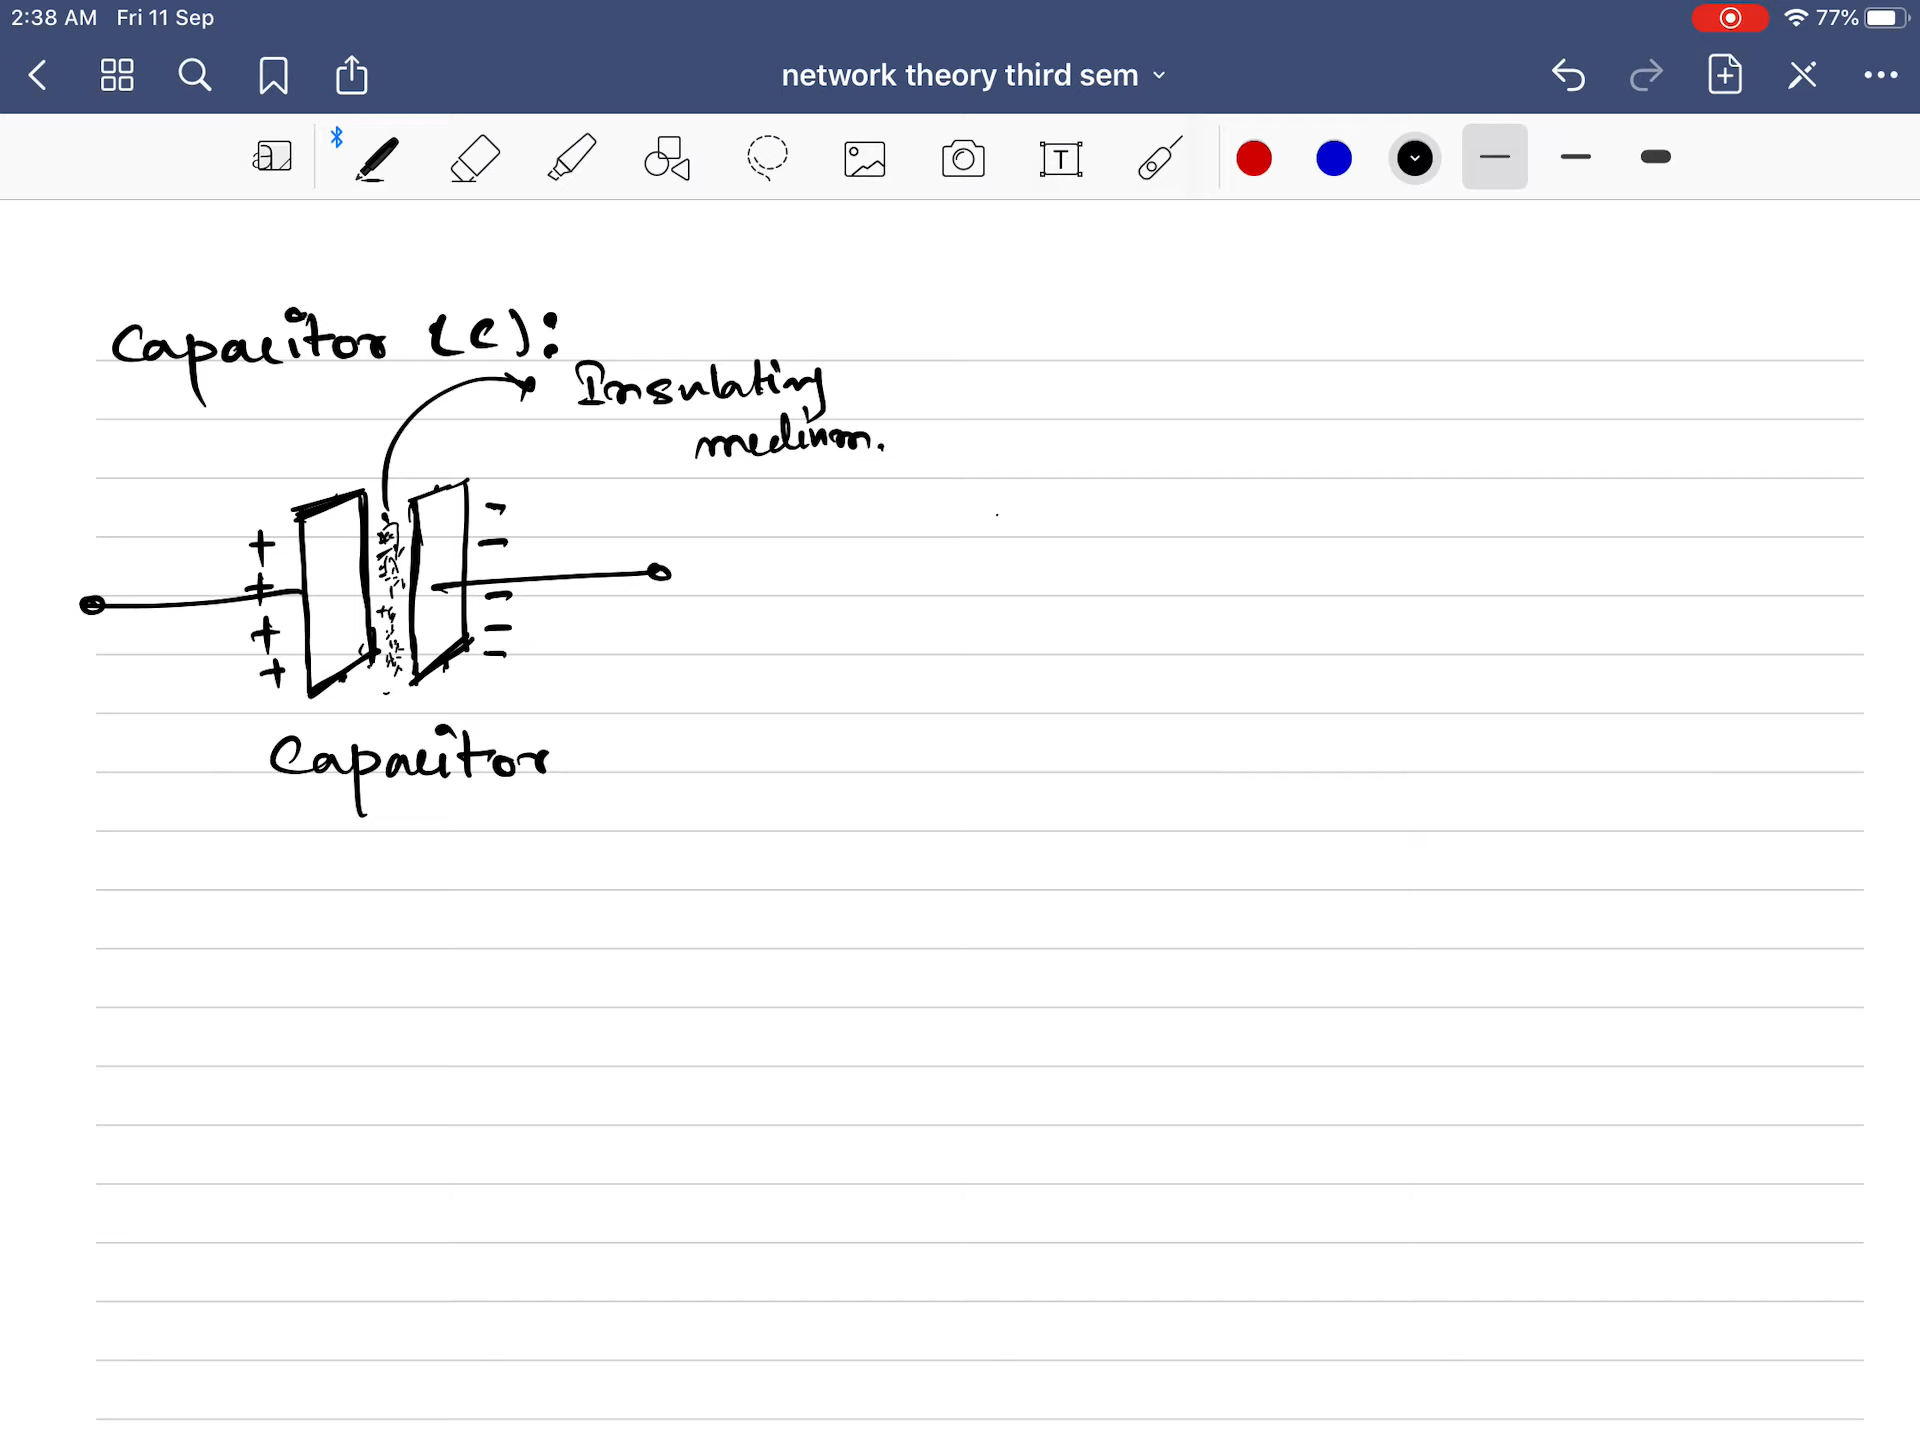 2:38 AM Fri 11 Sep
77%
network theory third sem
T
Capacitor (C):
Insulating
medium.
+ -
+ -
+ -
+ -
-
Capacitor